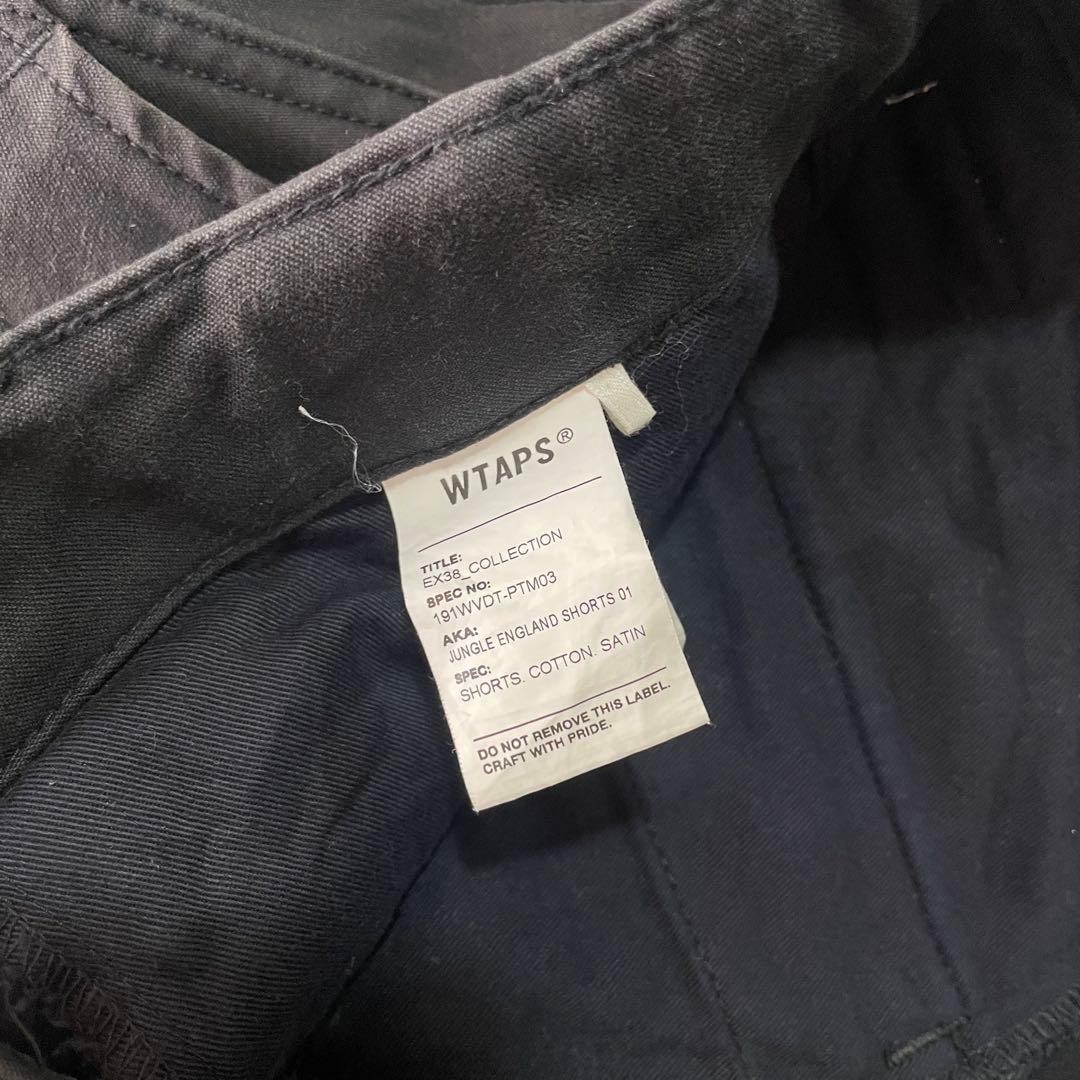 WTAPS®
TITLE:
EX38_COLLECTION
SPEC NO:
191WVDT-PTM03
AKA:
JUNGLE ENGLAND SHORTS 01
SPEC:
SHORTS. COTTON. SATIN
DO NOT REMOVE THIS LABEL.
CRAFT WITH PRIDE.